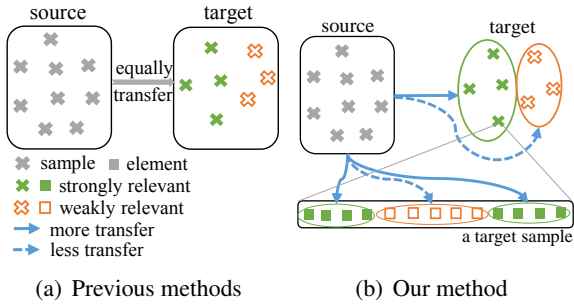 source
target
equally
transfer
sample
element
strongly relevant
weakly relevant
more transfer
less transfer
(a) Previous methods
source
target
a target sample
(b) Our method